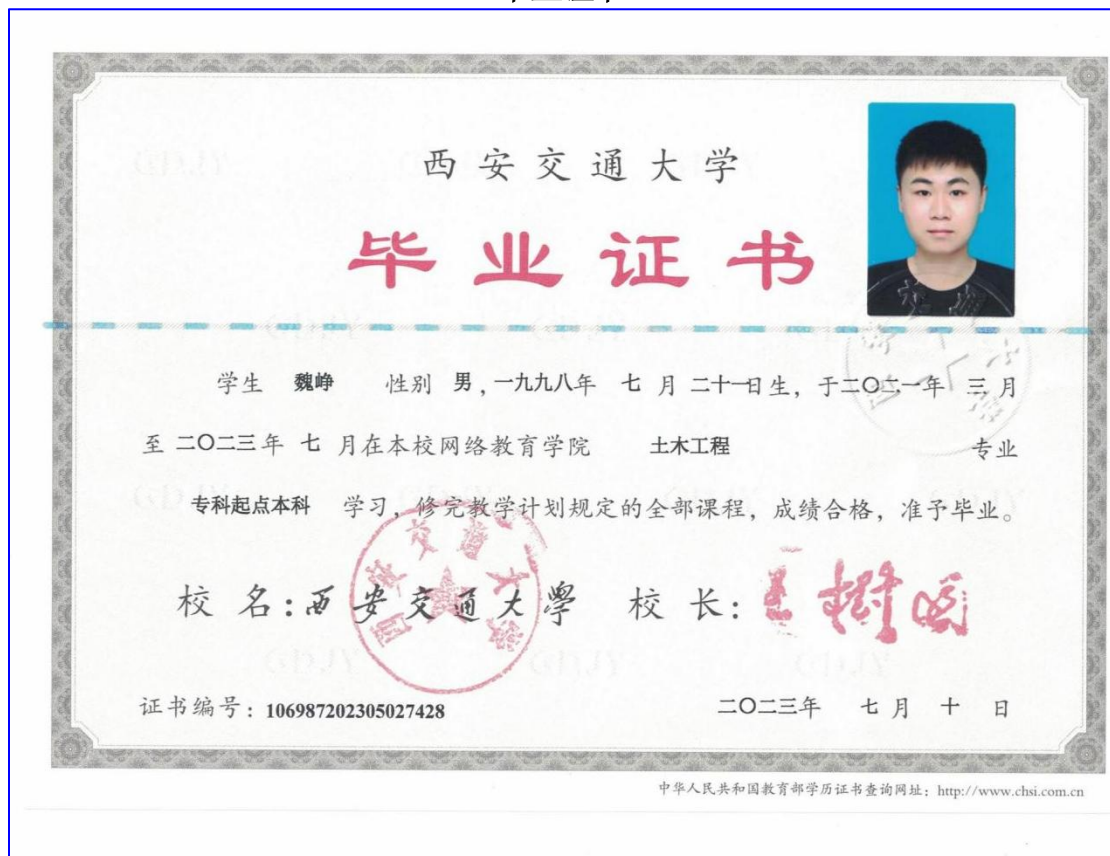 西安交通大学
毕业证书
学生 魏峥 性别 男，一九九八年 七 月 二十一日生，于二〇二一年 三 月
至 二〇二三年 七 月在本校网络教育学院 土木工程 专业
专科起点本科 学习，修完教学计划规定的全部课程，成绩合格，准予毕业。
校 名：西安交通大學 校 长：王树国
证书编号：106987202305027428 二〇二三年 七 月 十 日
中华人民共和国教育部学历证书查询网址：http://www.chsi.com.cn